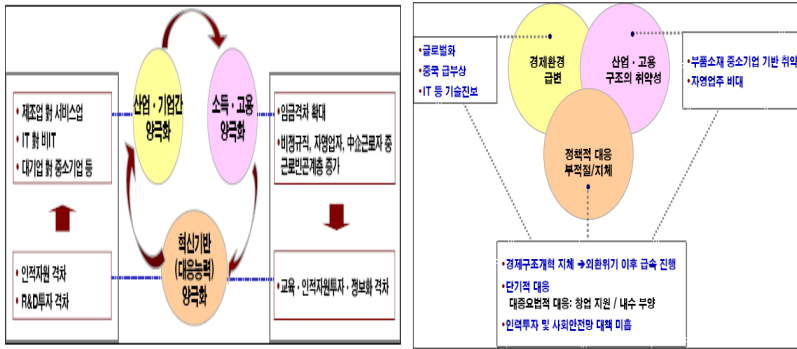 산업·기업간
양극화
소득·고용
양극화
• 제조업 對 서비스업
• IT 對 비IT
• 대기업 對 중소기업 등
• 임금격차 확대
• 비정규직, 자영업자, 中企근로자 중
근로빈곤계층 증가
혁신기반
(대응능력)
양극화
• 인적자원 격차
• R&D투자 격차
• 교육·인적자원투자·정보화 격차
• 글로벌화
• 중국 급부상
• IT 등 기술진보
경제환경
급변
산업·고용
구조의 취약성
• 부품소재 중소기업 기반 취약
• 자영업주 비대
정책적 대응
부적절/지체
• 경제구조개혁 지체 →외환위기 이후 급속 진행
• 단기적 대응
대증요법적 대응: 창업 지원 / 내수 부양
• 인력투자 및 사회안전망 대책 미흡